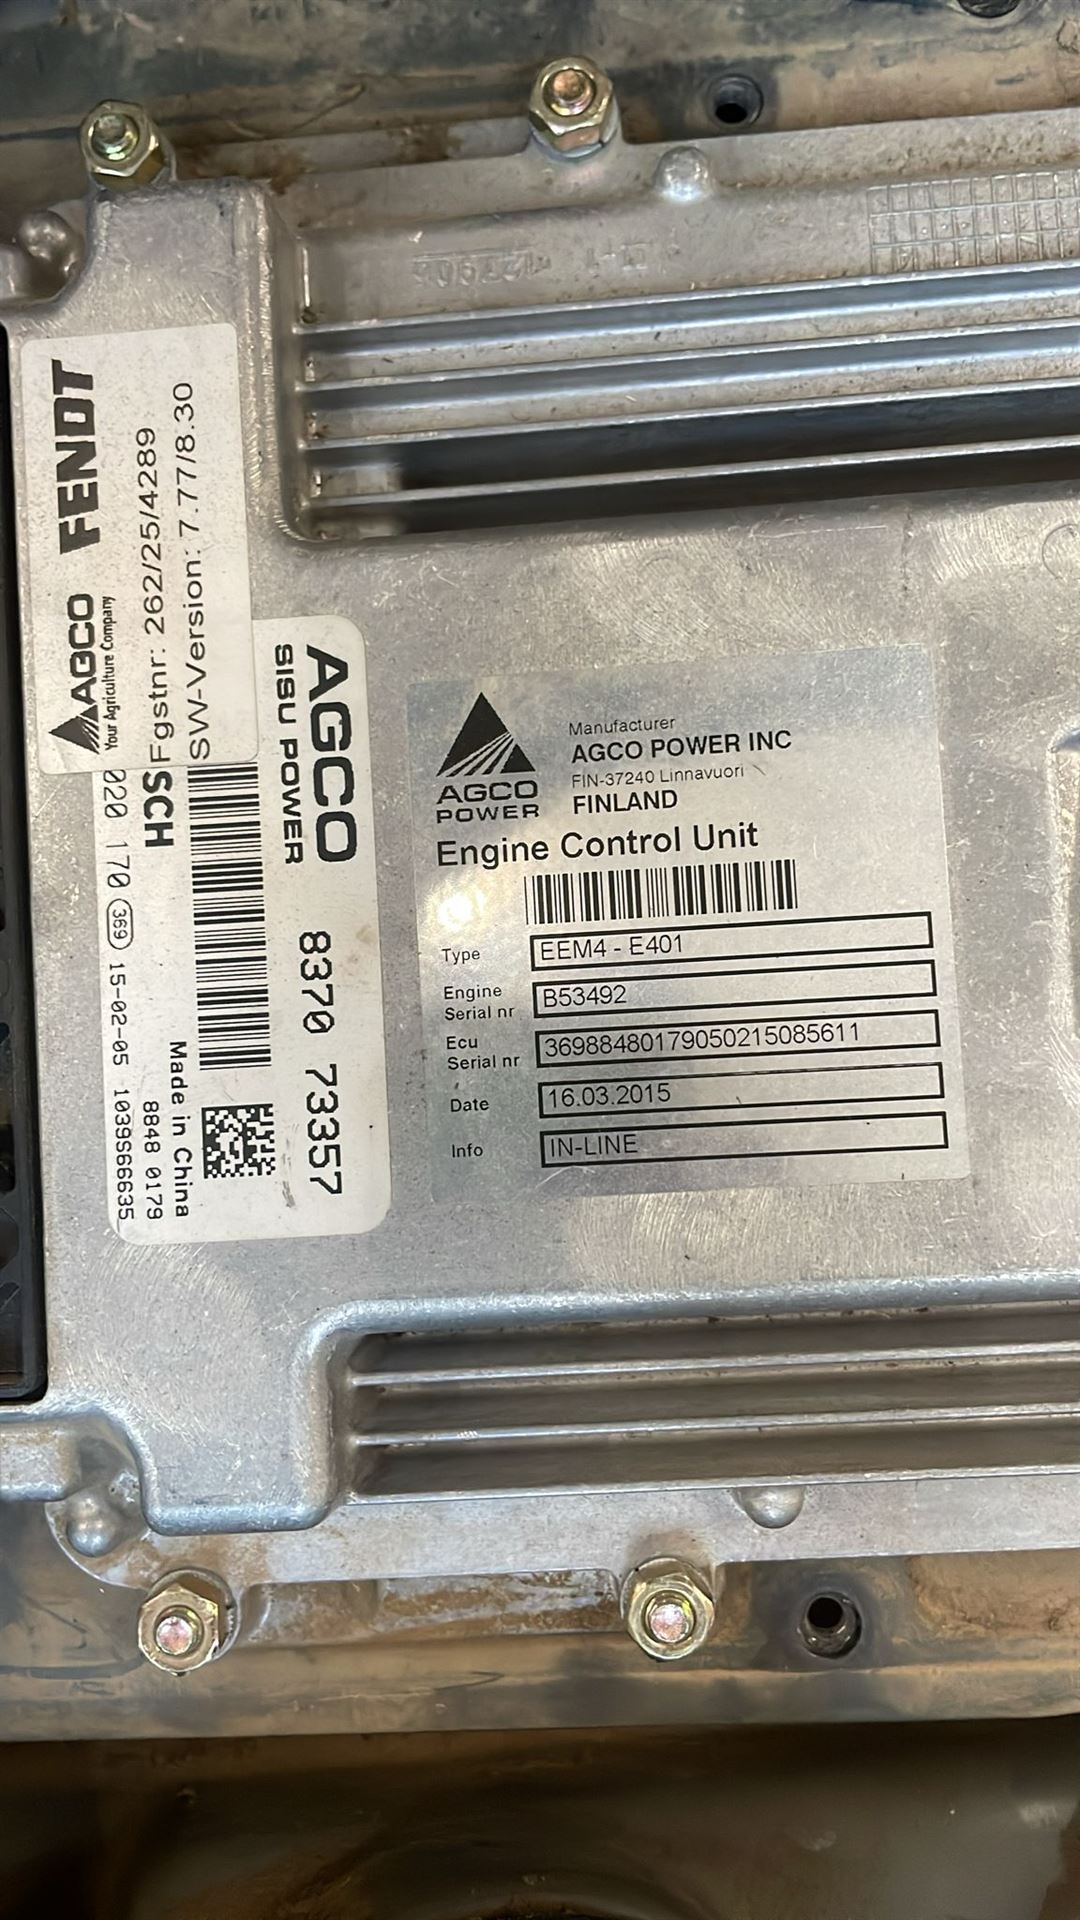 AGCO FENDT
Your Agriculture Company
Fgstnr: 262/25/4289
SW-Version: 7.77/8.30
020 170 369 15-02-05 1039S66635
SCH
8848 0179
Made in China
AGCO
SISU POWER
8370 73357
AGCO
POWER
Manufacturer
AGCO POWER INC
FIN-37240 Linnavuori
FINLAND
Engine Control Unit
Type EEM4 - E401
Engine
Serial nr B53492
Ecu
Serial nr 36988480179050215085611
Date 16.03.2015
Info IN-LINE